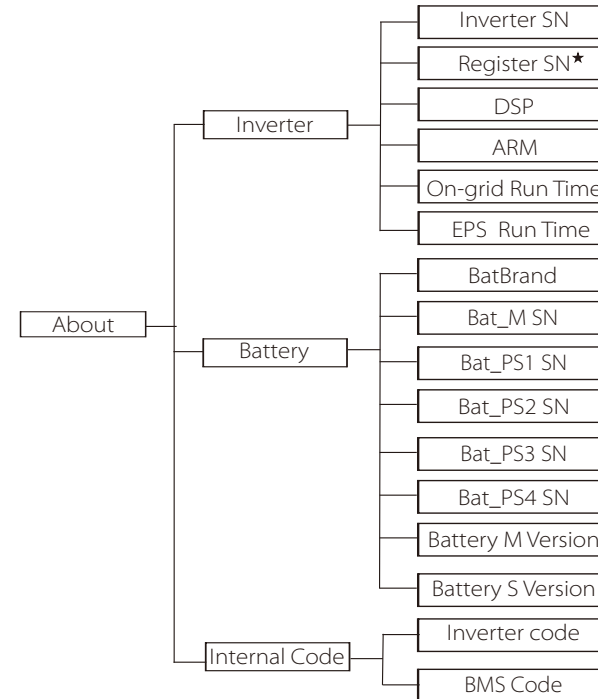 About
Inverter
Inverter SN
Register SN★
DSP
ARM
On-grid Run Time
EPS Run Time
Battery
BatBrand
Bat_M SN
Bat_PS1 SN
Bat_PS2 SN
Bat_PS3 SN
Bat_PS4 SN
Battery M Version
Battery S Version
Internal Code
Inverter code
BMS Code